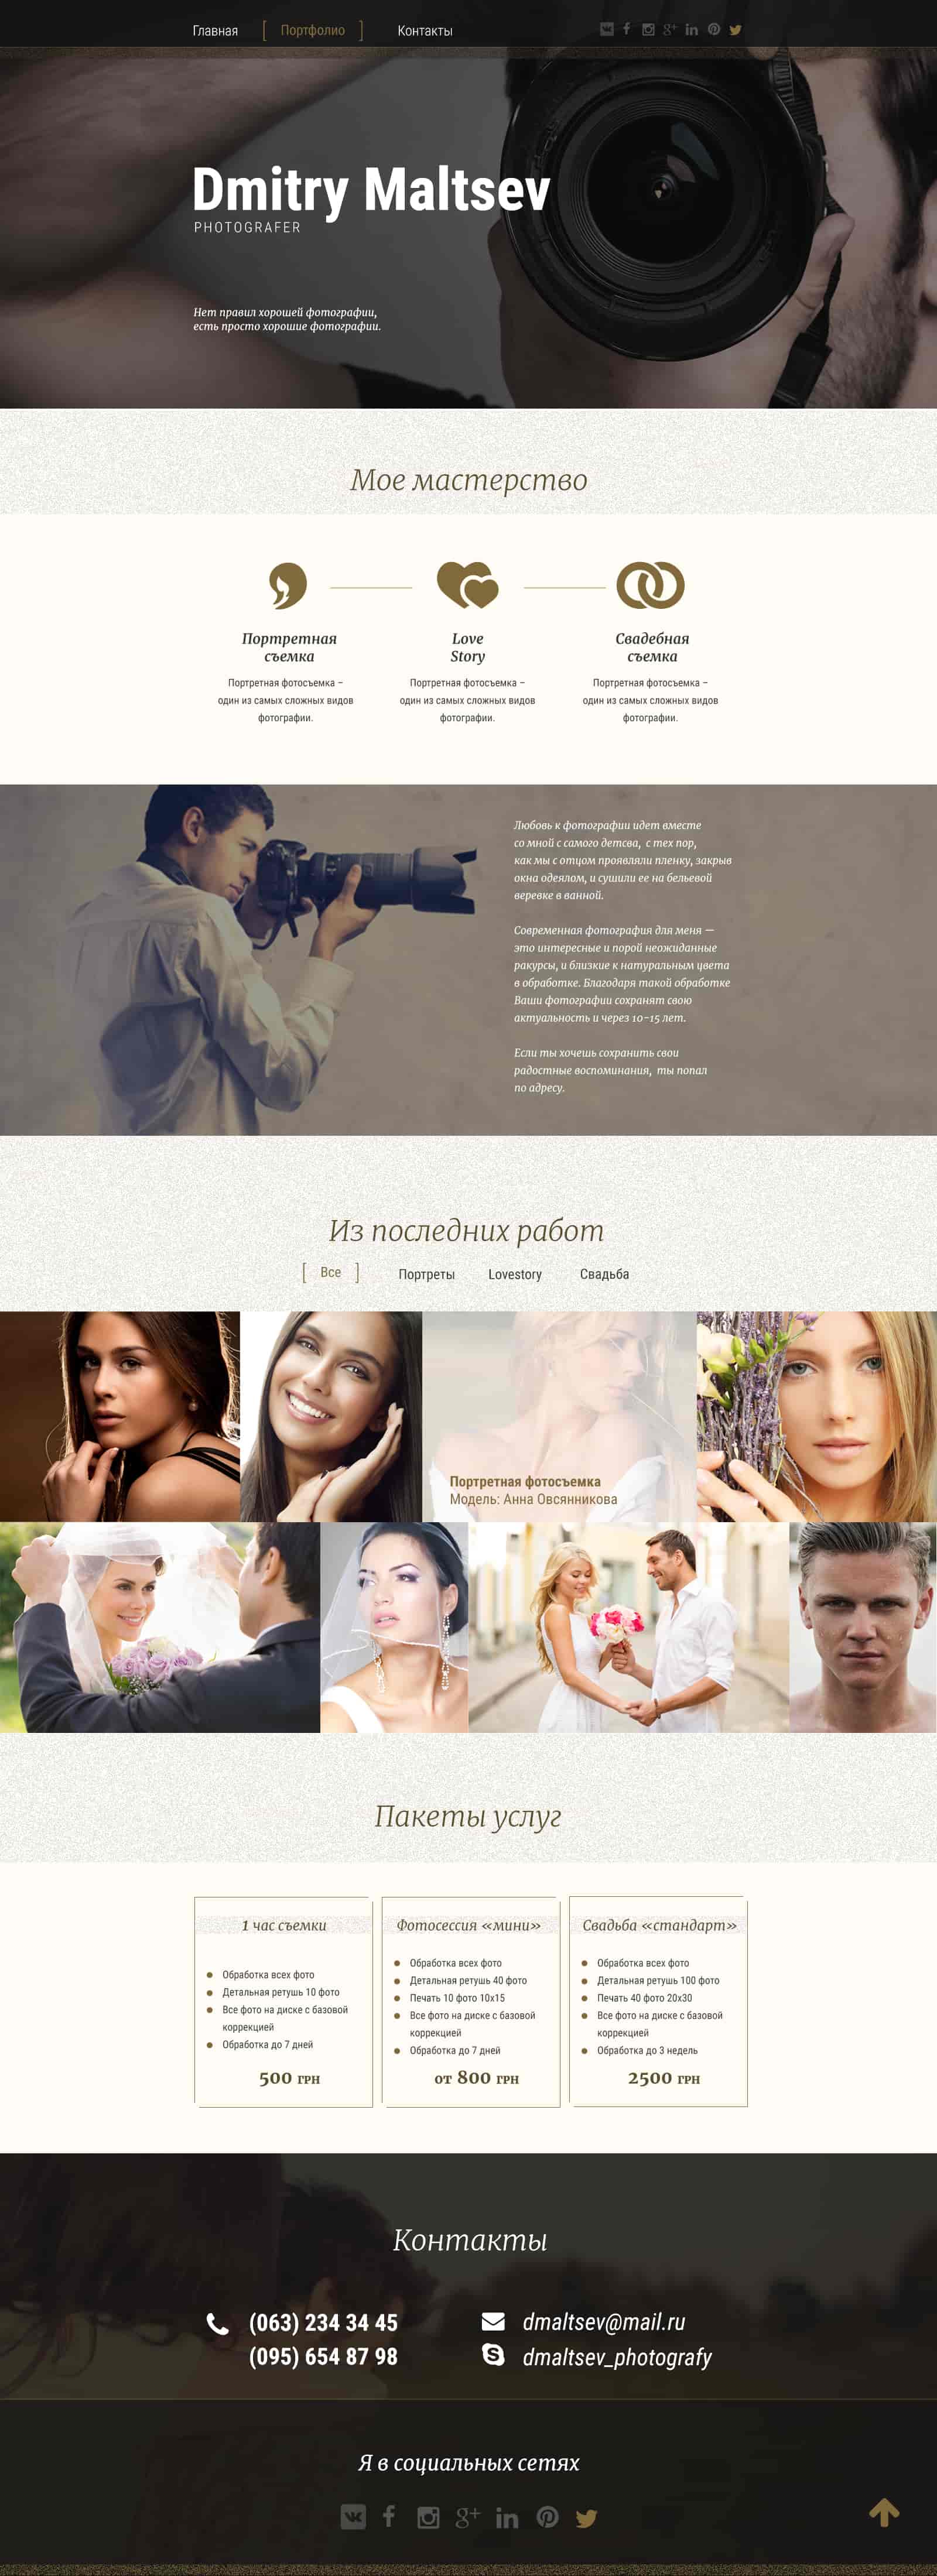 Главная
Портфолио
Контакты
Dmitry Maltsev
PHOTOGRAFER
Нет правил хорошей фотографии,
есть просто хорошие фотографии.
Мое мастерство
Портретная
съемка
Портретная фотосъемка –
один из самых сложных видов
фотографии.
Love
Story
Портретная фотосъемка –
один из самых сложных видов
фотографии.
Свадебная
съемка
Портретная фотосъемка –
один из самых сложных видов
фотографии.
Любовь к фотографии идет вместе
со мной с самого детсва, с тех пор,
как мы с отцом проявляли пленку, закрыв
окна одеялом, и сушили ее на бельевой
веревке в ванной.
Современная фотография для меня —
это интересные и порой неожиданные
ракурсы, и близкие к натуральным цвета
в обработке. Благодаря такой обработке
Ваши фотографии сохранят свою
актуальность и через 10-15 лет.
Если ты хочешь сохранить свои
радостные воспоминания, ты попал
по адресу.
Из последних работ
Все
Портреты
Lovestory
Свадьба
Портретная фотосъемка
Модель: Анна Овсянникова
Пакеты услуг
1 час съемки
Обработка всех фото
Детальная ретушь 10 фото
Все фото на диске с базовой
коррекцией
Обработка до 7 дней
500 ГРН
Фотосессия «мини»
Обработка всех фото
Детальная ретушь 40 фото
Печать 10 фото 10х15
Все фото на диске с базовой
коррекцией
Обработка до 7 дней
от 800 ГРН
Свадьба «стандарт»
Обработка всех фото
Детальная ретушь 100 фото
Печать 40 фото 20х30
Все фото на диске с базовой
коррекцией
Обработка до 3 недель
2500 ГРН
Контакты
(063) 234 34 45
(095) 654 87 98
dmaltsev@mail.ru
dmaltsev_photografy
Я в социальных сетях